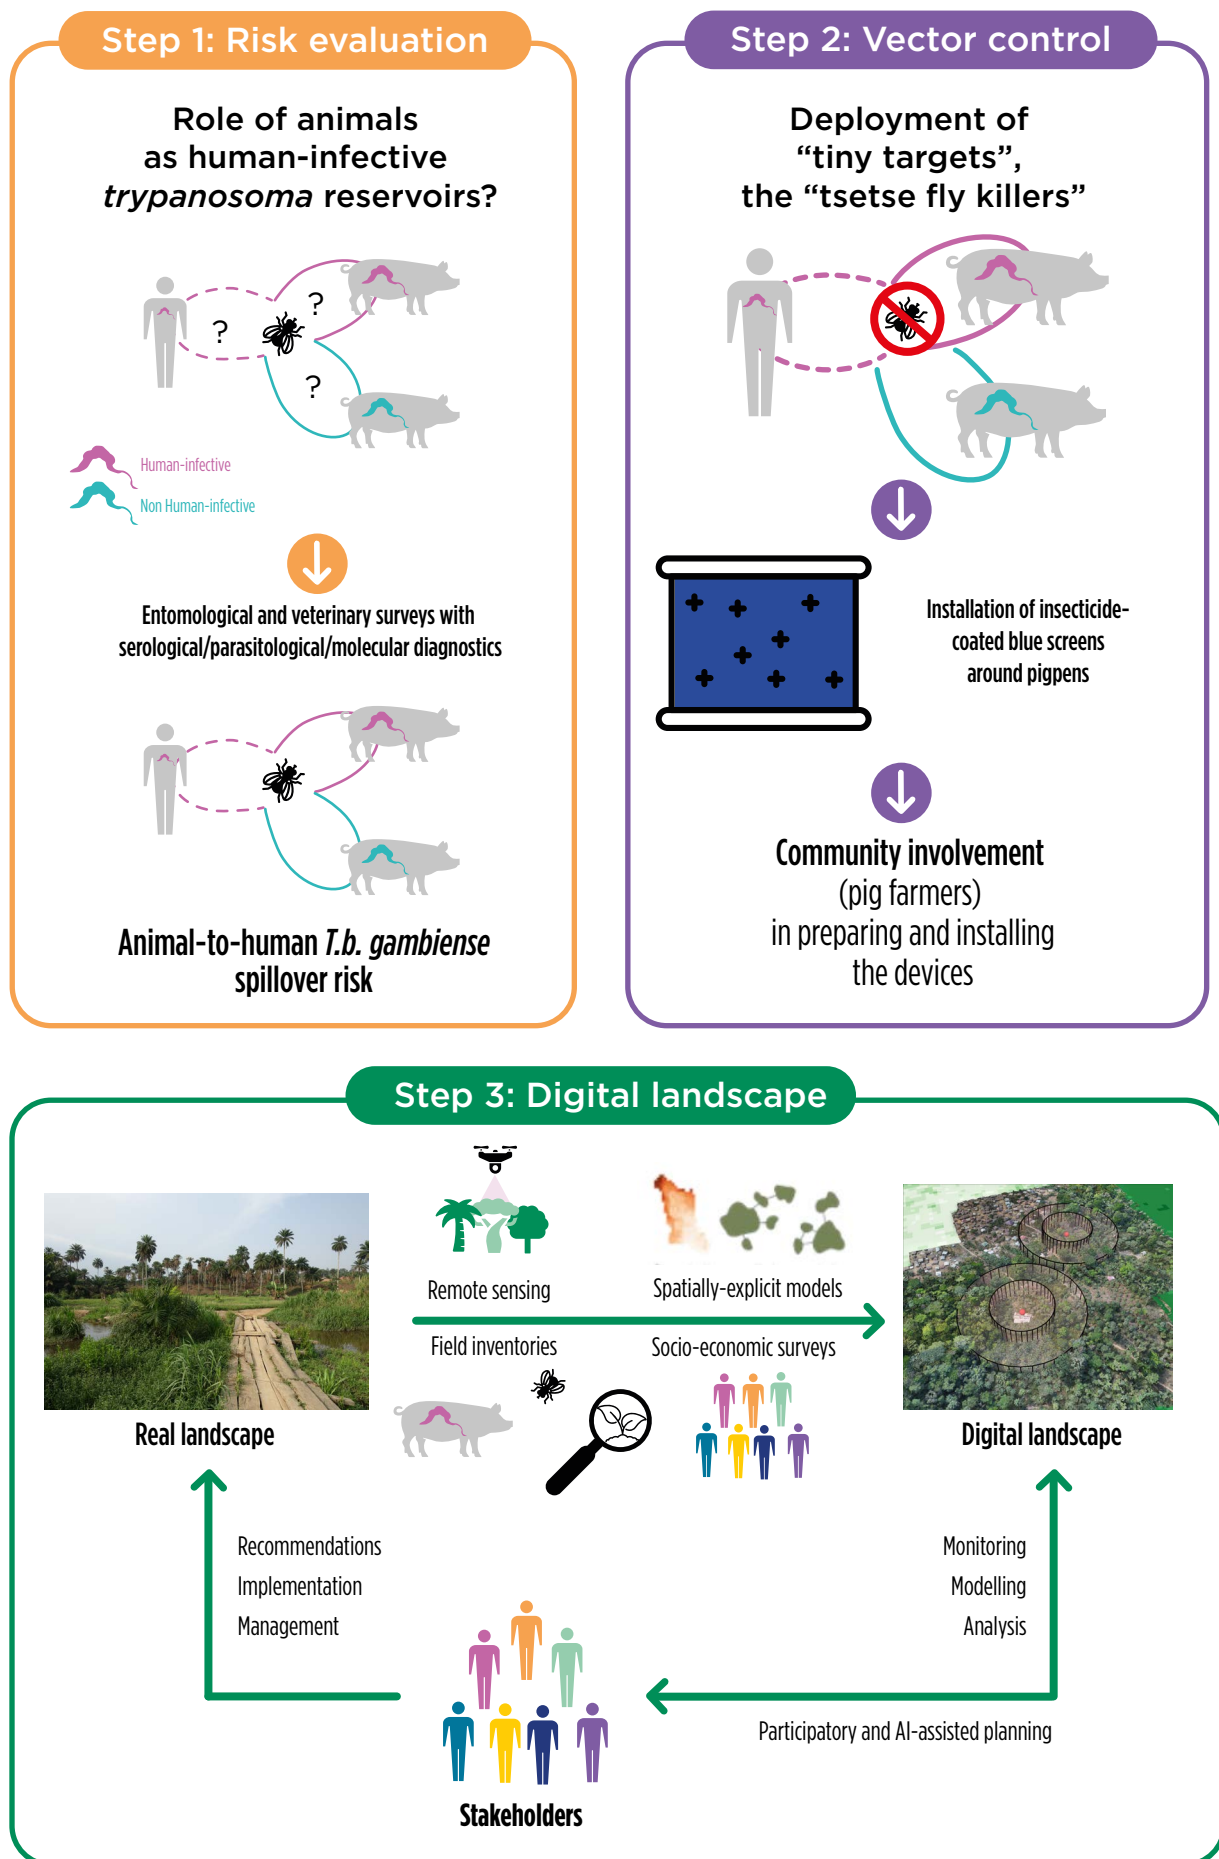 Step 1: Risk evaluation
Role of animals
as human-infective
trypanosoma reservoirs?
?
?
?
Human-infective
Non Human-infective
Entomological and veterinary surveys with
serological/parasitological/molecular diagnostics
Animal-to-human T.b. gambiense
spillover risk
Step 2: Vector control
Deployment of
“tiny targets”,
the “tsetse fly killers”
Installation of insecticide-
coated blue screens
around pigpens
Community involvement
(pig farmers)
in preparing and installing
the devices
Step 3: Digital landscape
Remote sensing
Spatially-explicit models
Field inventories
Socio-economic surveys
Real landscape
Digital landscape
Recommendations
Implementation
Management
Monitoring
Modelling
Analysis
Participatory and AI-assisted planning
Stakeholders